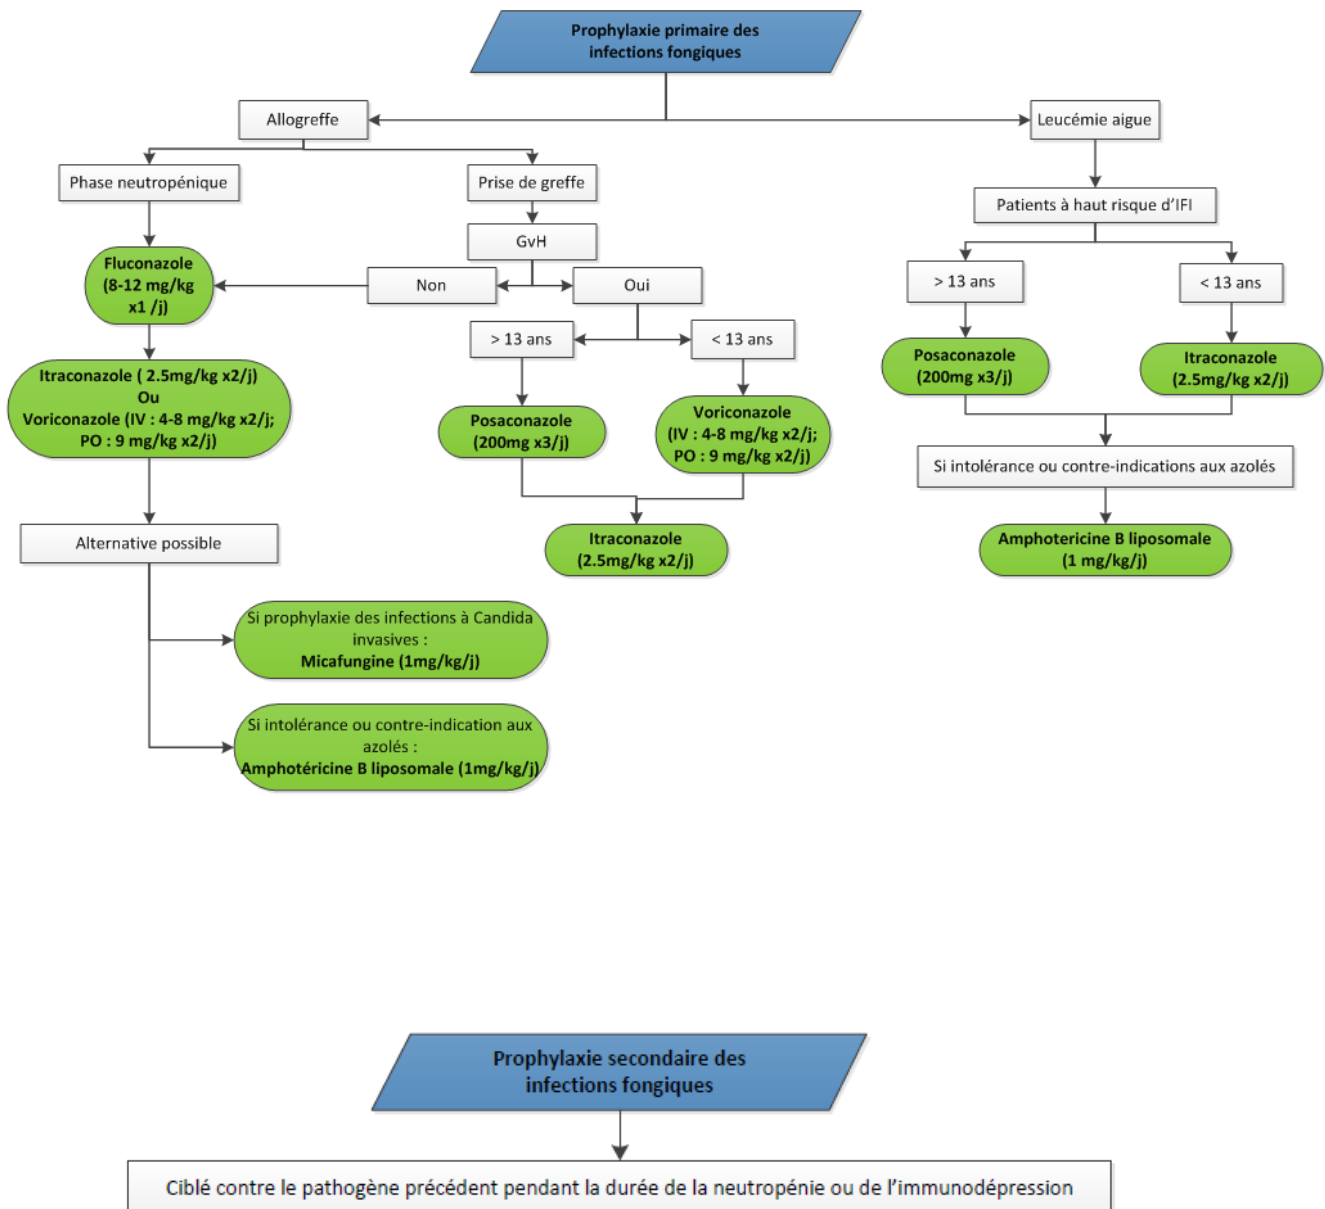 Prophylaxie primaire des
infections fongiques
Allogreffe
Leucémie aigue
Phase neutropénique
Prise de greffe
Patients à haut risque d'IFI
GvH
Fluconazole
(8-12 mg/kg
x1 /j)
Non
Oui
> 13 ans
< 13 ans
> 13 ans
< 13 ans
Posaconazole
(200mg x3/j)
Itraconazole
(2.5mg/kg x2/j)
Itraconazole ( 2.5mg/kg x2/j)
Ou
Voriconazole (IV : 4-8 mg/kg x2/j;
PO : 9 mg/kg x2/j)
Posaconazole
(200mg x3/j)
Voriconazole
(IV : 4-8 mg/kg x2/j;
PO : 9 mg/kg x2/j)
Si intolérance ou contre-indications aux azolés
Alternative possible
Itraconazole
(2.5mg/kg x2/j)
Amphotericine B liposomale
(1 mg/kg/j)
Si prophylaxie des infections à Candida
invasives :
Micafungine (1mg/kg/j)
Si intolérance ou contre-indication aux
azolés :
Amphotéricine B liposomale (1mg/kg/j)
Prophylaxie secondaire des
infections fongiques
Ciblé contre le pathogène précédent pendant la durée de la neutropénie ou de l'immunodépression